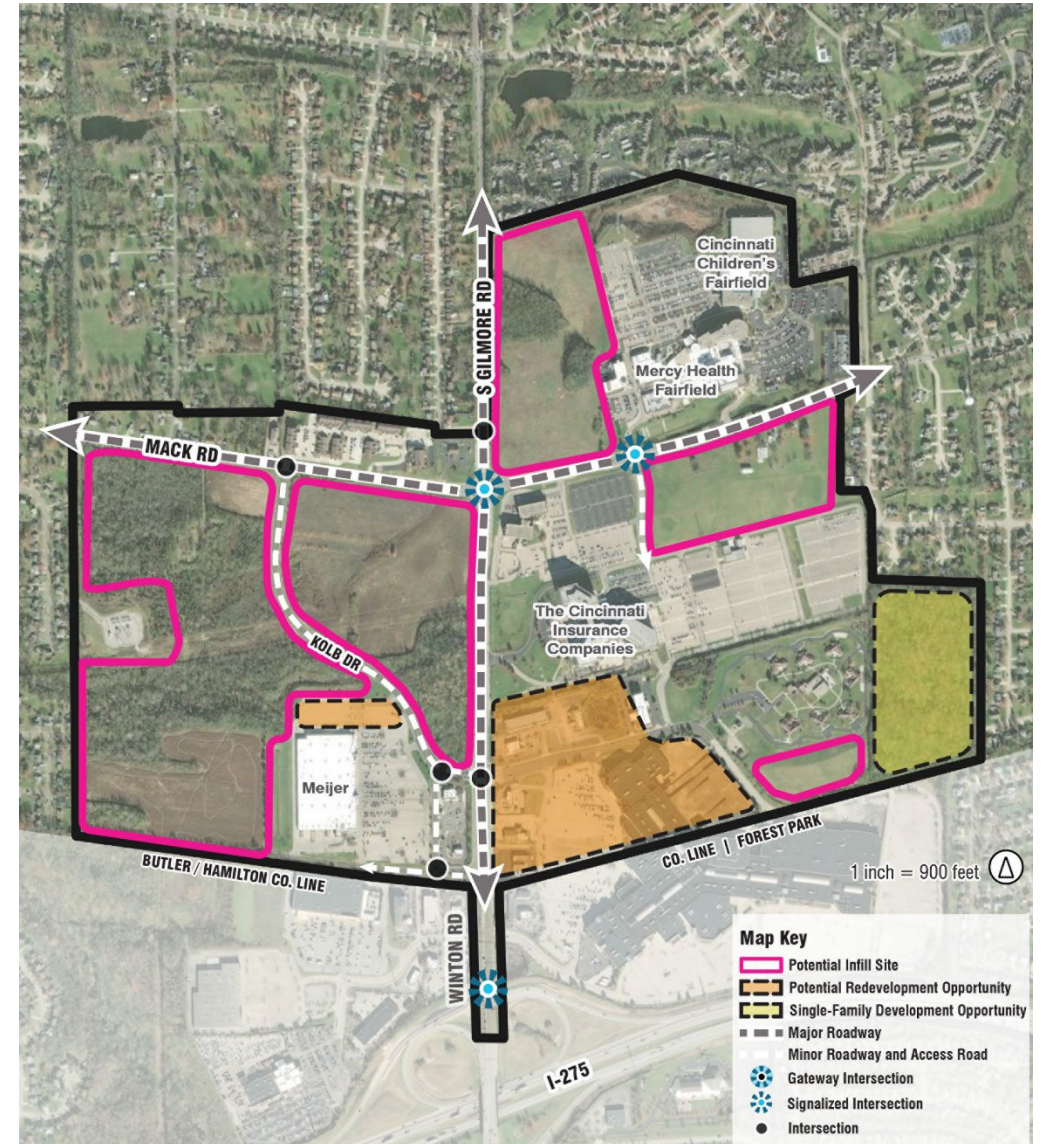 Cincinnati
Children's
Fairfield
S GILMORE RD
Mercy Health
Fairfield
MACK RD
The Cincinnati
Insurance
Companies
KOLB DR
Meijer
CO. LINE | FOREST PARK
BUTLER / HAMILTON CO. LINE
1 inch = 900 feet
WINTON RD
I-275
Map Key
Potential Infill Site
Potential Redevelopment Opportunity
Single-Family Development Opportunity
Major Roadway
Minor Roadway and Access Road
Gateway Intersection
Signalized Intersection
Intersection